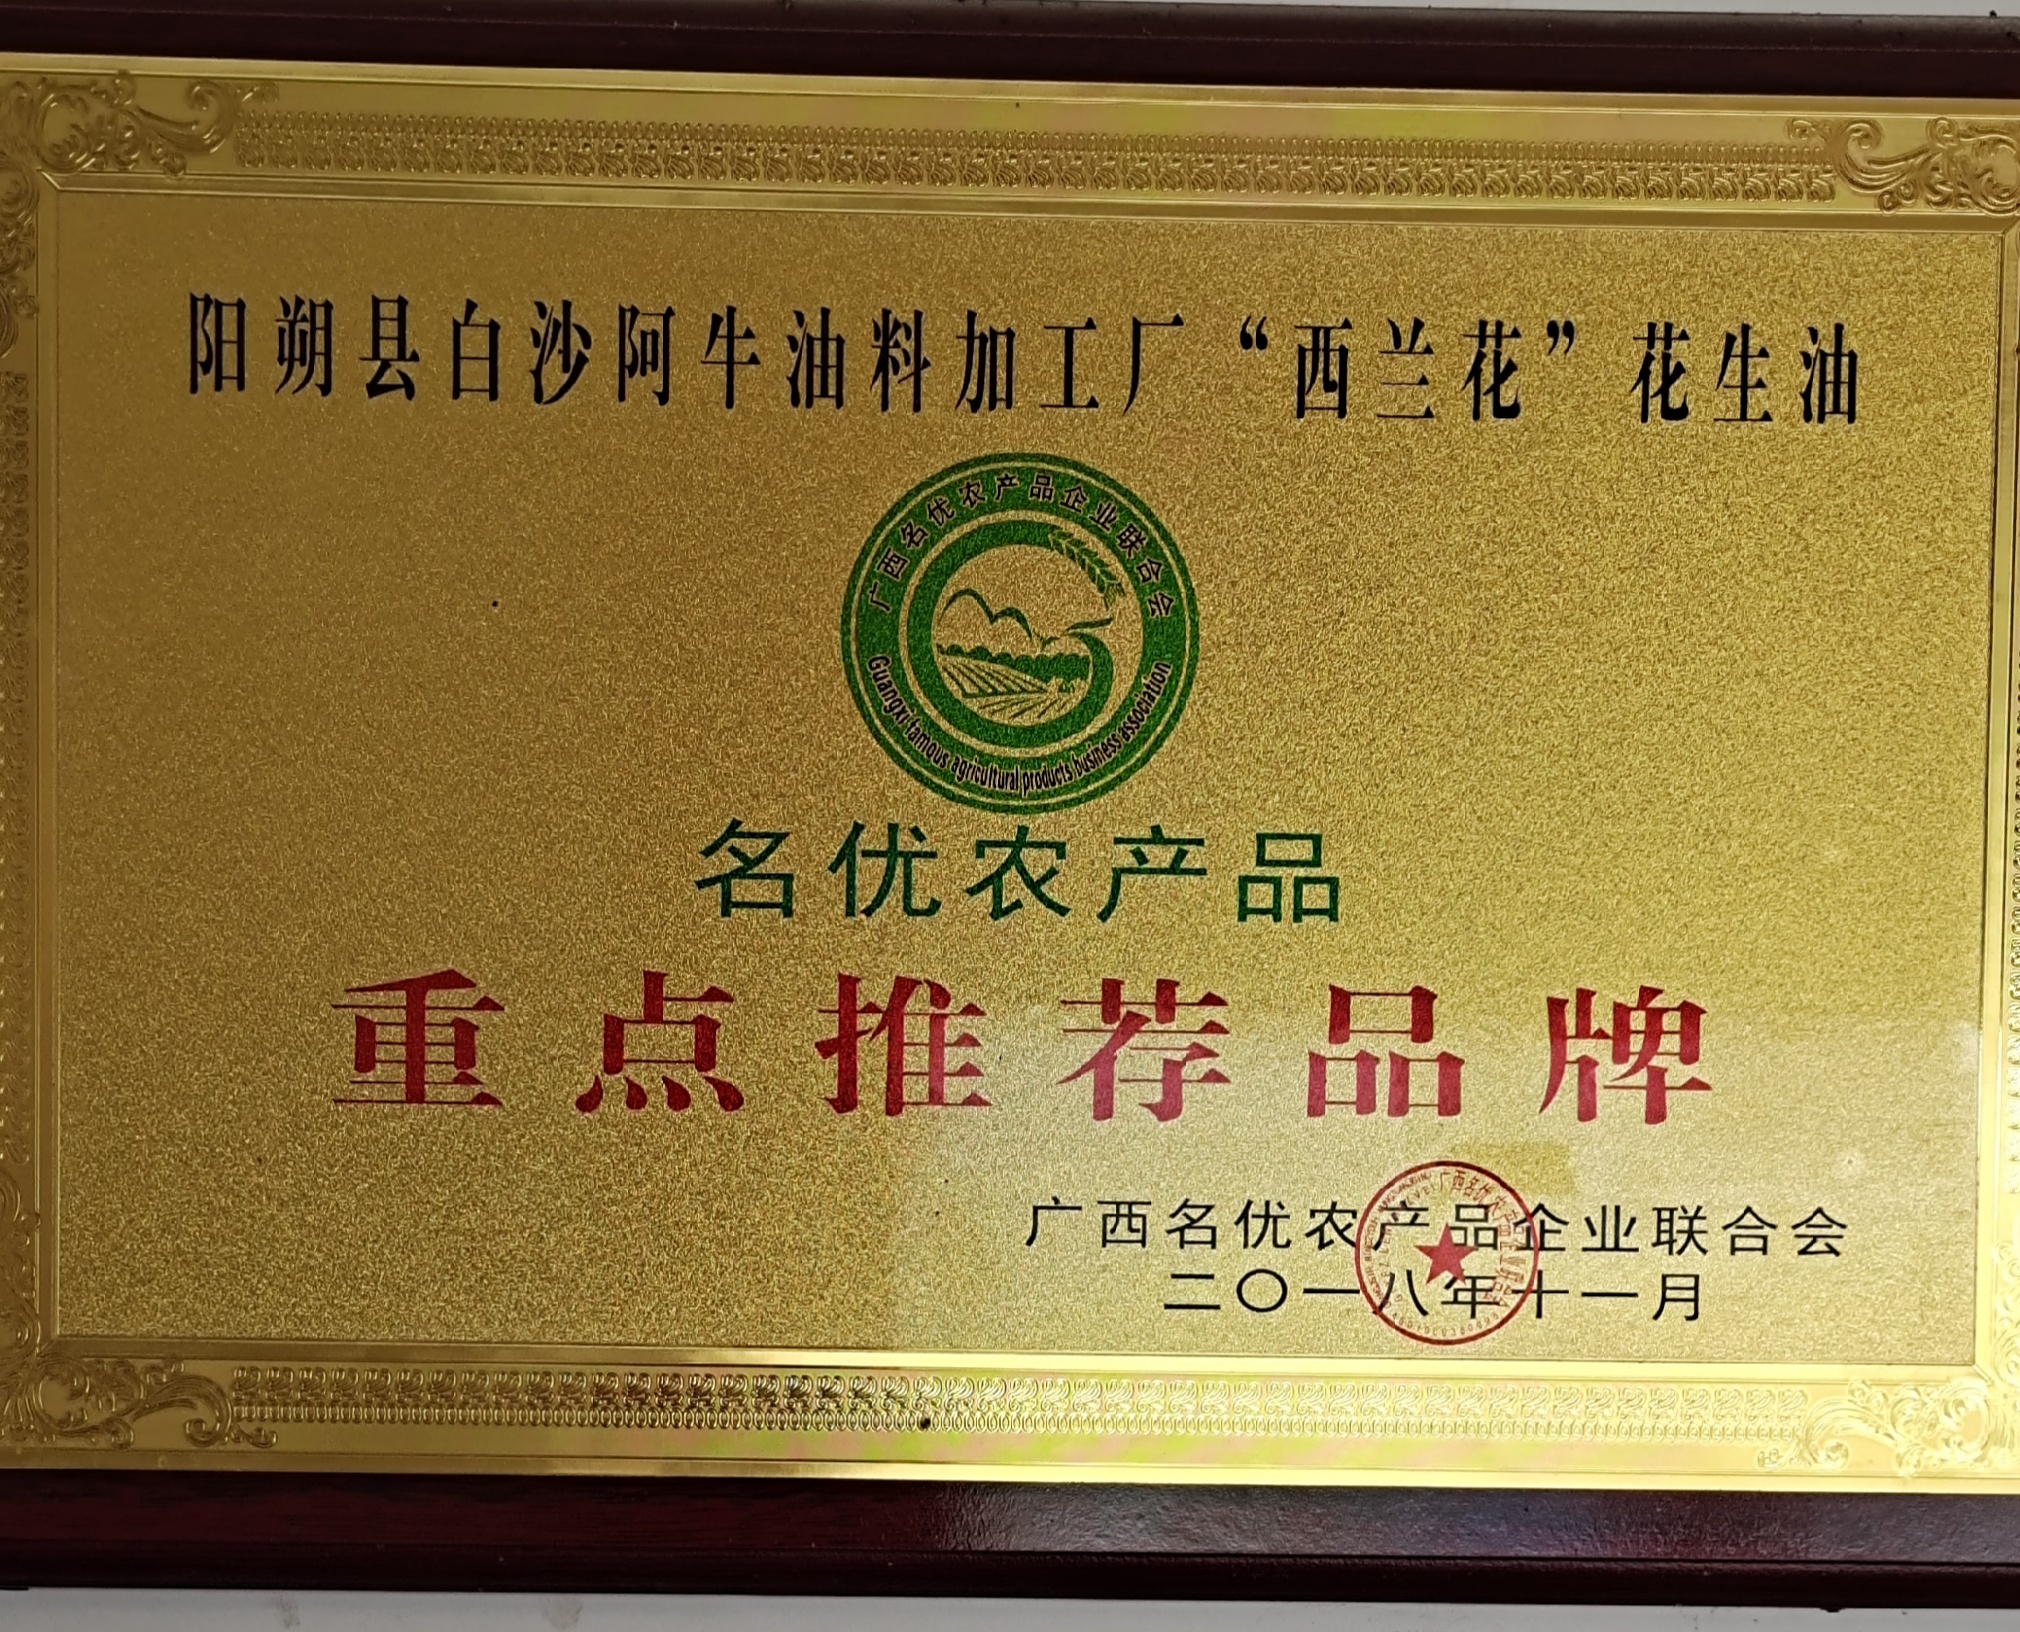 阳朔县白沙阿牛油料加工厂“西兰花”花生油
广西名优农产品企业联合会
Guangxi famous agricultural products business association
名优农产品
重点推荐品牌
广西名优农产品企业联合会
二〇一八年十一月